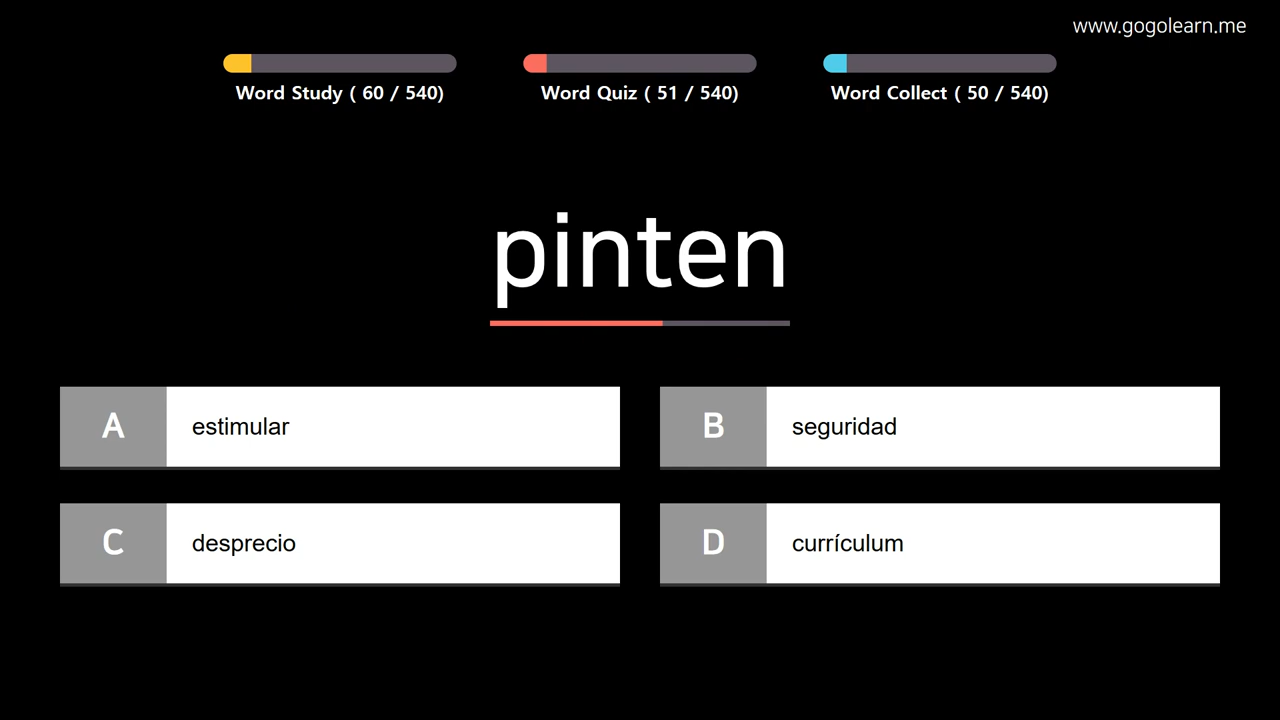 www.gogolearn.me
Word Study ( 60 / 540)
Word Quiz ( 51 / 540)
Word Collect ( 50 / 540)
pinten
A estimular
B seguridad
C desprecio
D currículum